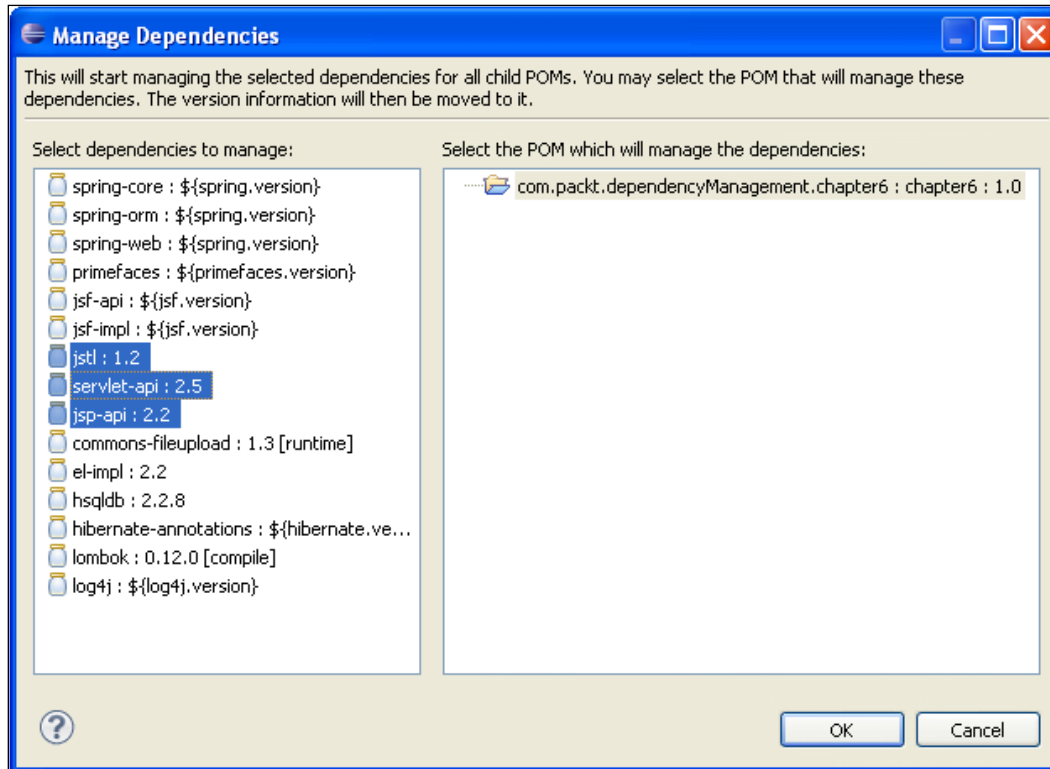 Manage Dependencies
This will start managing the selected dependencies for all child POMs. You may select the POM that will manage these
dependencies. The version information will then be moved to it.
Select dependencies to manage:
spring-core : ${spring.version}
spring-orm : ${spring.version}
spring-web : ${spring.version}
primefaces : ${primefaces.version}
jsf-api : ${jsf.version}
jsf-impl : ${jsf.version}
jstl : 1.2
servlet-api : 2.5
jsp-api : 2.2
commons-fileupload : 1.3 [runtime]
el-impl : 2.2
hsqldb : 2.2.8
hibernate-annotations : ${hibernate.ve...
lombok : 0.12.0 [compile]
log4j : ${log4j.version}
Select the POM which will manage the dependencies:
com.packt.dependencyManagement.chapter6 : chapter6 : 1.0
?
OK
Cancel